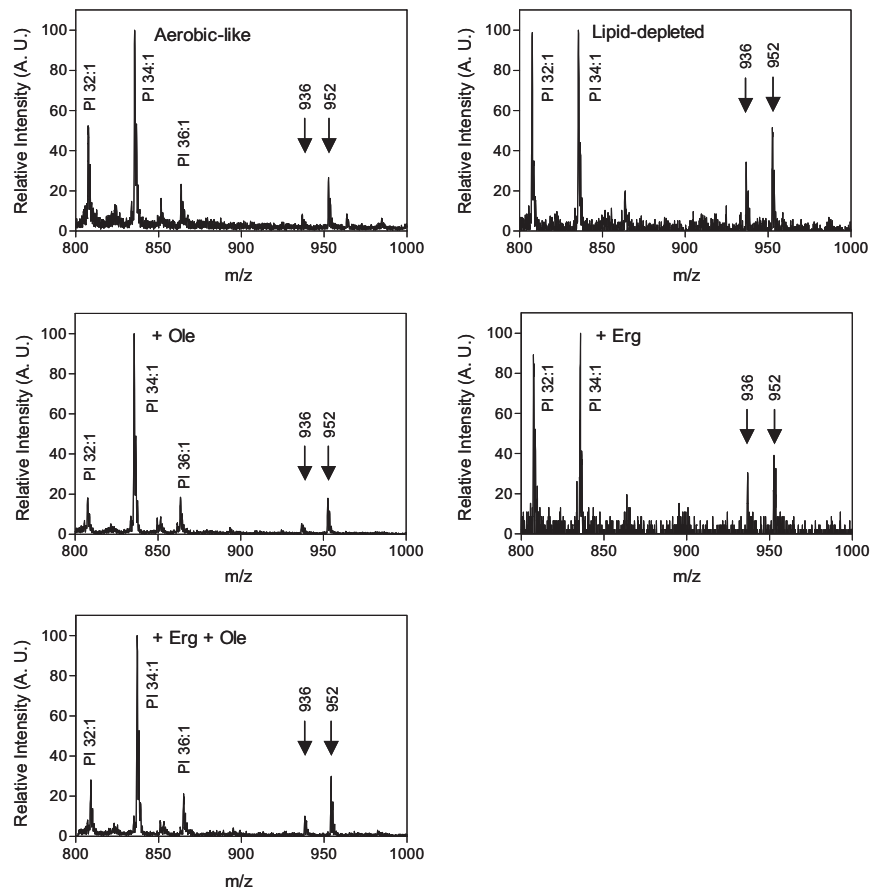 Aerobic-like
Relative Intensity (A. U.)
100
80
60
40
20
0
PI 32:1
PI 34:1
PI 36:1
936
952
800
850
900
950
1000
m/z
Lipid-depleted
Relative Intensity (A. U.)
100
80
60
40
20
0
PI 32:1
PI 34:1
936
952
800
850
900
950
1000
m/z
+ Ole
Relative Intensity (A. U.)
100
80
60
40
20
0
PI 32:1
PI 34:1
PI 36:1
936
952
800
850
900
950
1000
m/z
+ Erg
Relative Intensity (A. U.)
100
80
60
40
20
0
PI 32:1
PI 34:1
936
952
800
850
900
950
1000
m/z
+ Erg + Ole
Relative Intensity (A. U.)
100
80
60
40
20
0
PI 32:1
PI 34:1
PI 36:1
936
952
800
850
900
950
1000
m/z